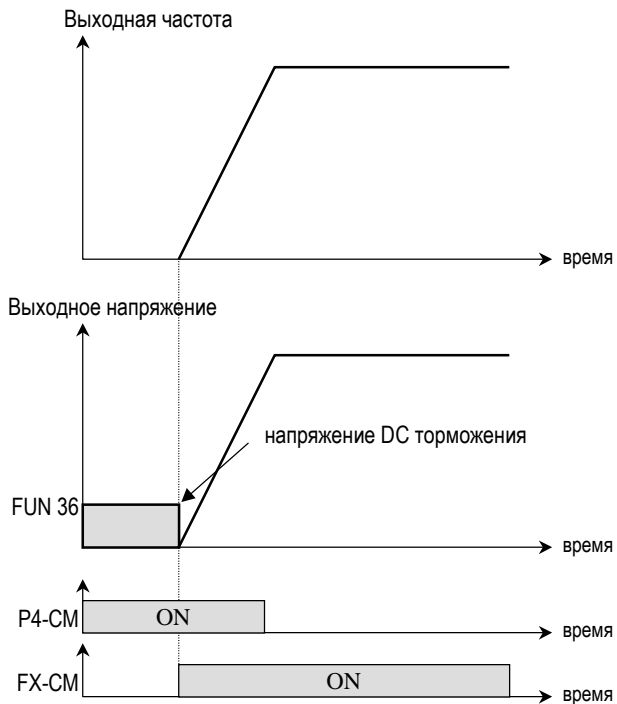 Выходная частота
время
Выходное напряжение
напряжение DC торможения
FUN 36
время
P4-CM ON
время
FX-CM ON
время